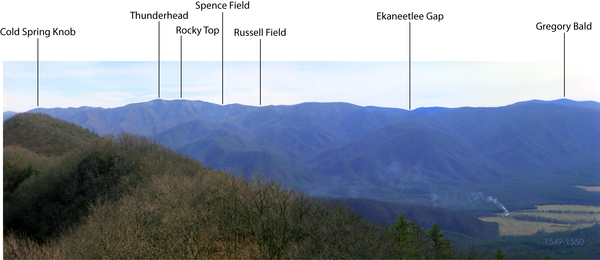 Cold Spring Knob
Thunderhead
Rocky Top
Spence Field
Russell Field
Ekaneetlee Gap
Gregory Bald
1549-1550